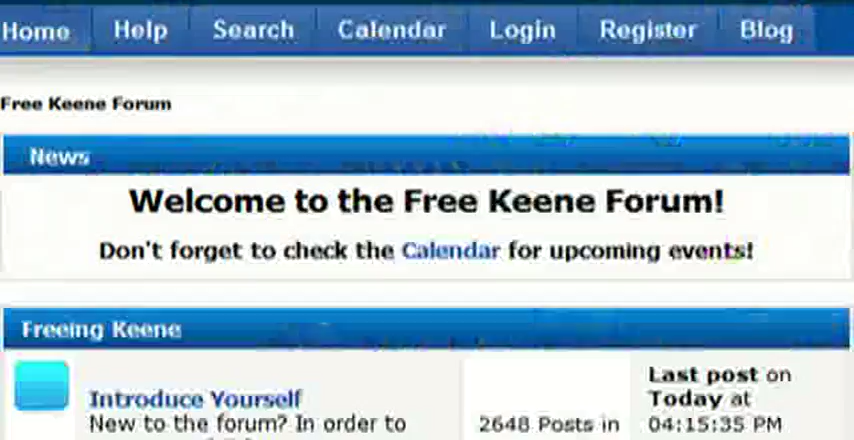 Home Help Search Calendar Login Register Blog
Free Keene Forum
News
Welcome to the Free Keene Forum!
Don't forget to check the Calendar for upcoming events!
Freeing Keene
Introduce Yourself
New to the forum? In order to
2648 Posts in
Last post on
Today at
04:15:35 PM